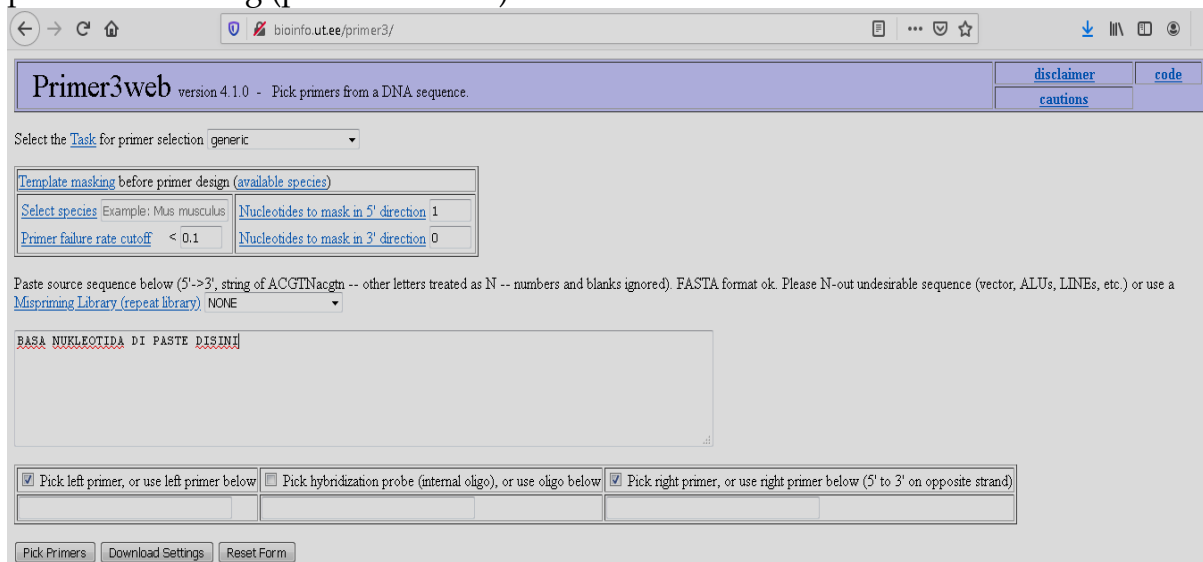 bioinfo.ut.ee/primer3/
Primer3web version 4.1.0 - Pick primers from a DNA sequence.
disclaimer
code
cautions
Select the Task for primer selection generic
Template masking before primer design (available species)
Select species Example: Mus musculus
Nucleotides to mask in 5' direction 1
Primer failure rate cutoff < 0.1
Nucleotides to mask in 3' direction 0
Paste source sequence below (5'->3', string of ACGTNacgtn -- other letters treated as N -- numbers and blanks ignored). FASTA format ok. Please N-out undesirable sequence (vector, ALUs, LINEs, etc.) or use a
Mispriming Library (repeat library) NONE
BASA NUKLEOTIDA DI PASTE DISINI
Pick left primer, or use left primer below
Pick hybridization probe (internal oligo), or use oligo below
Pick right primer, or use right primer below (5' to 3' on opposite strand)
Pick Primers
Download Settings
Reset Form